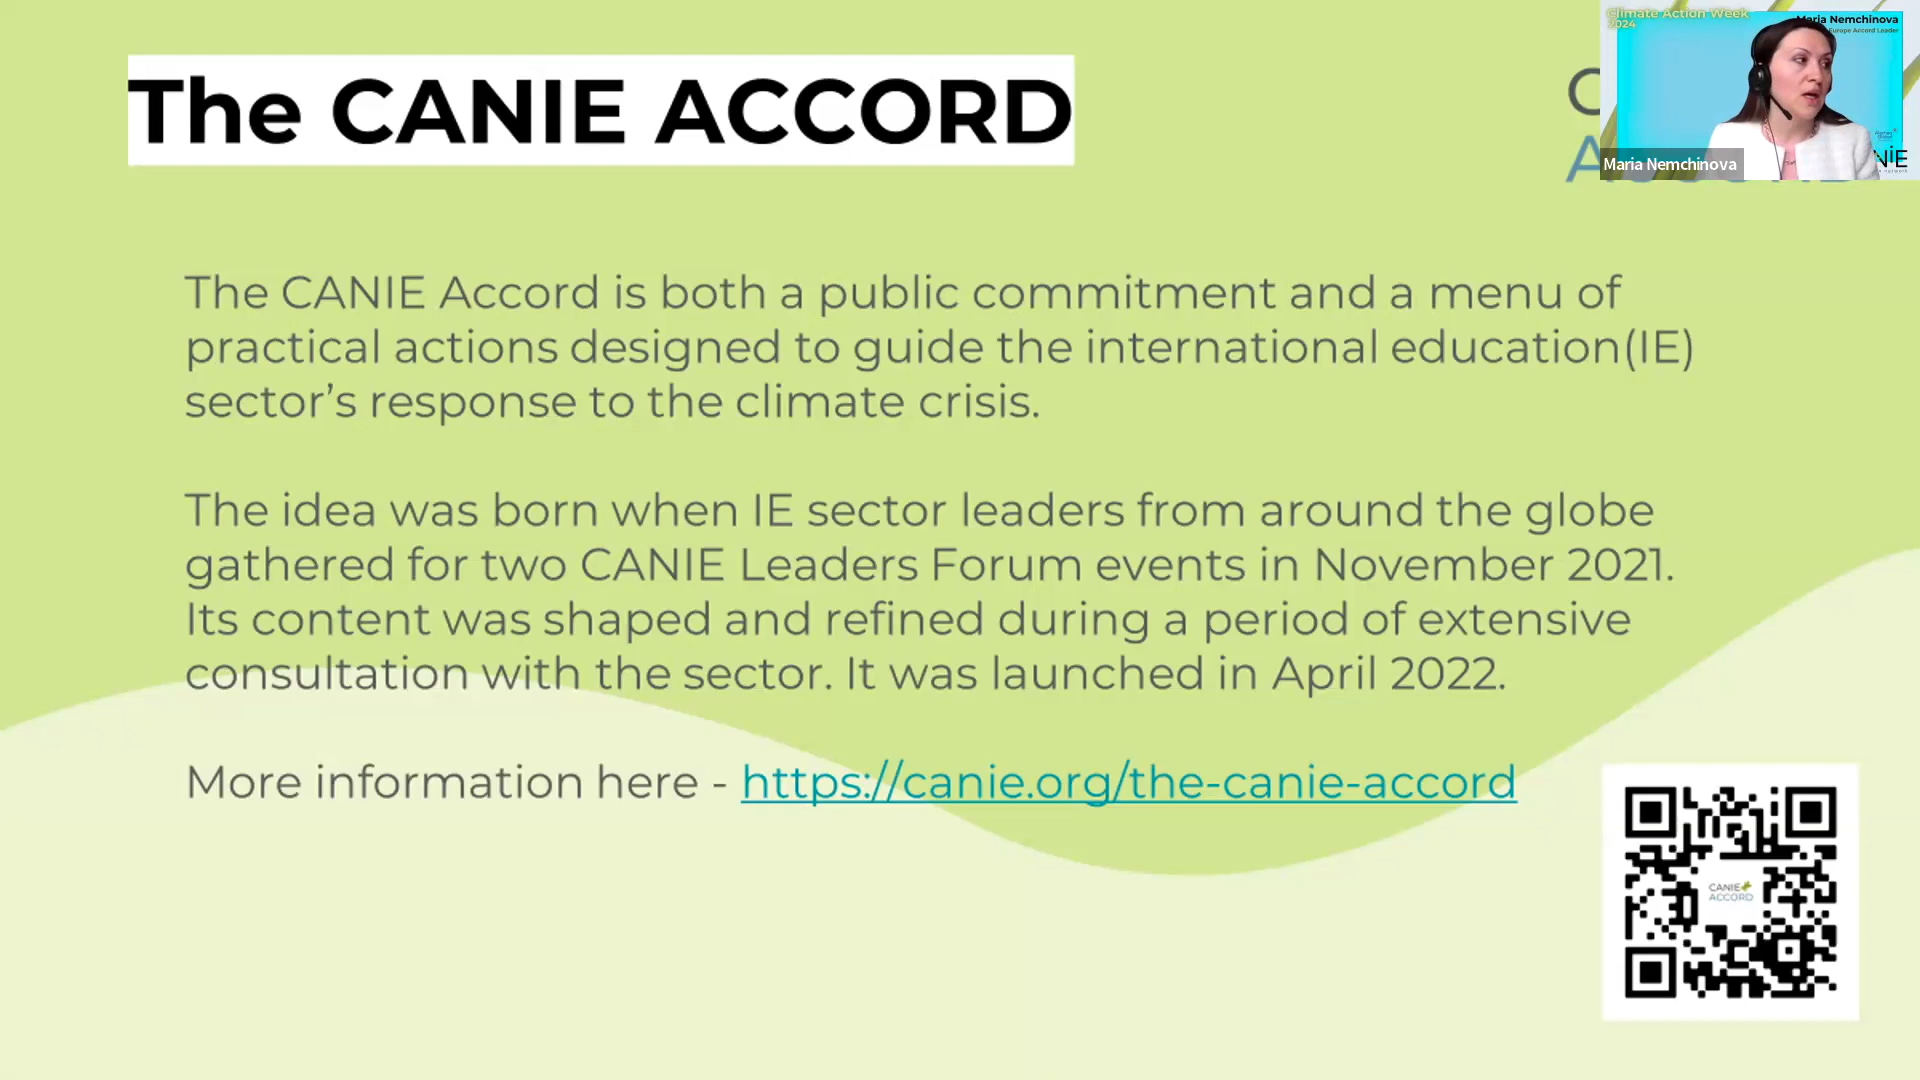 The CANIE ACCORD
Climate Action Week
2024
Maria Nemchinova
Europe Accord Leader
Maria Nemchinova
The CANIE Accord is both a public commitment and a menu of
practical actions designed to guide the international education(IE)
sector’s response to the climate crisis.
The idea was born when IE sector leaders from around the globe
gathered for two CANIE Leaders Forum events in November 2021.
Its content was shaped and refined during a period of extensive
consultation with the sector. It was launched in April 2022.
More information here - https://canie.org/the-canie-accord
CANIE
ACCORD